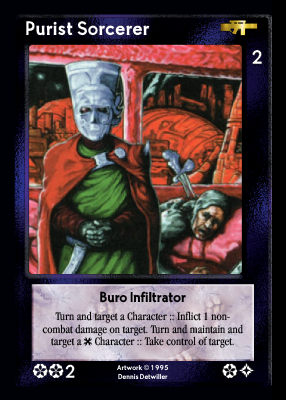 Purist Sorcerer
2
Buro Infiltrator
Turn and target a Character :: Inflict 1 non-
combat damage on target. Turn and maintain and
target a ✖ Character :: Take control of target.
2
Artwork © 1995
Dennis Detwiller